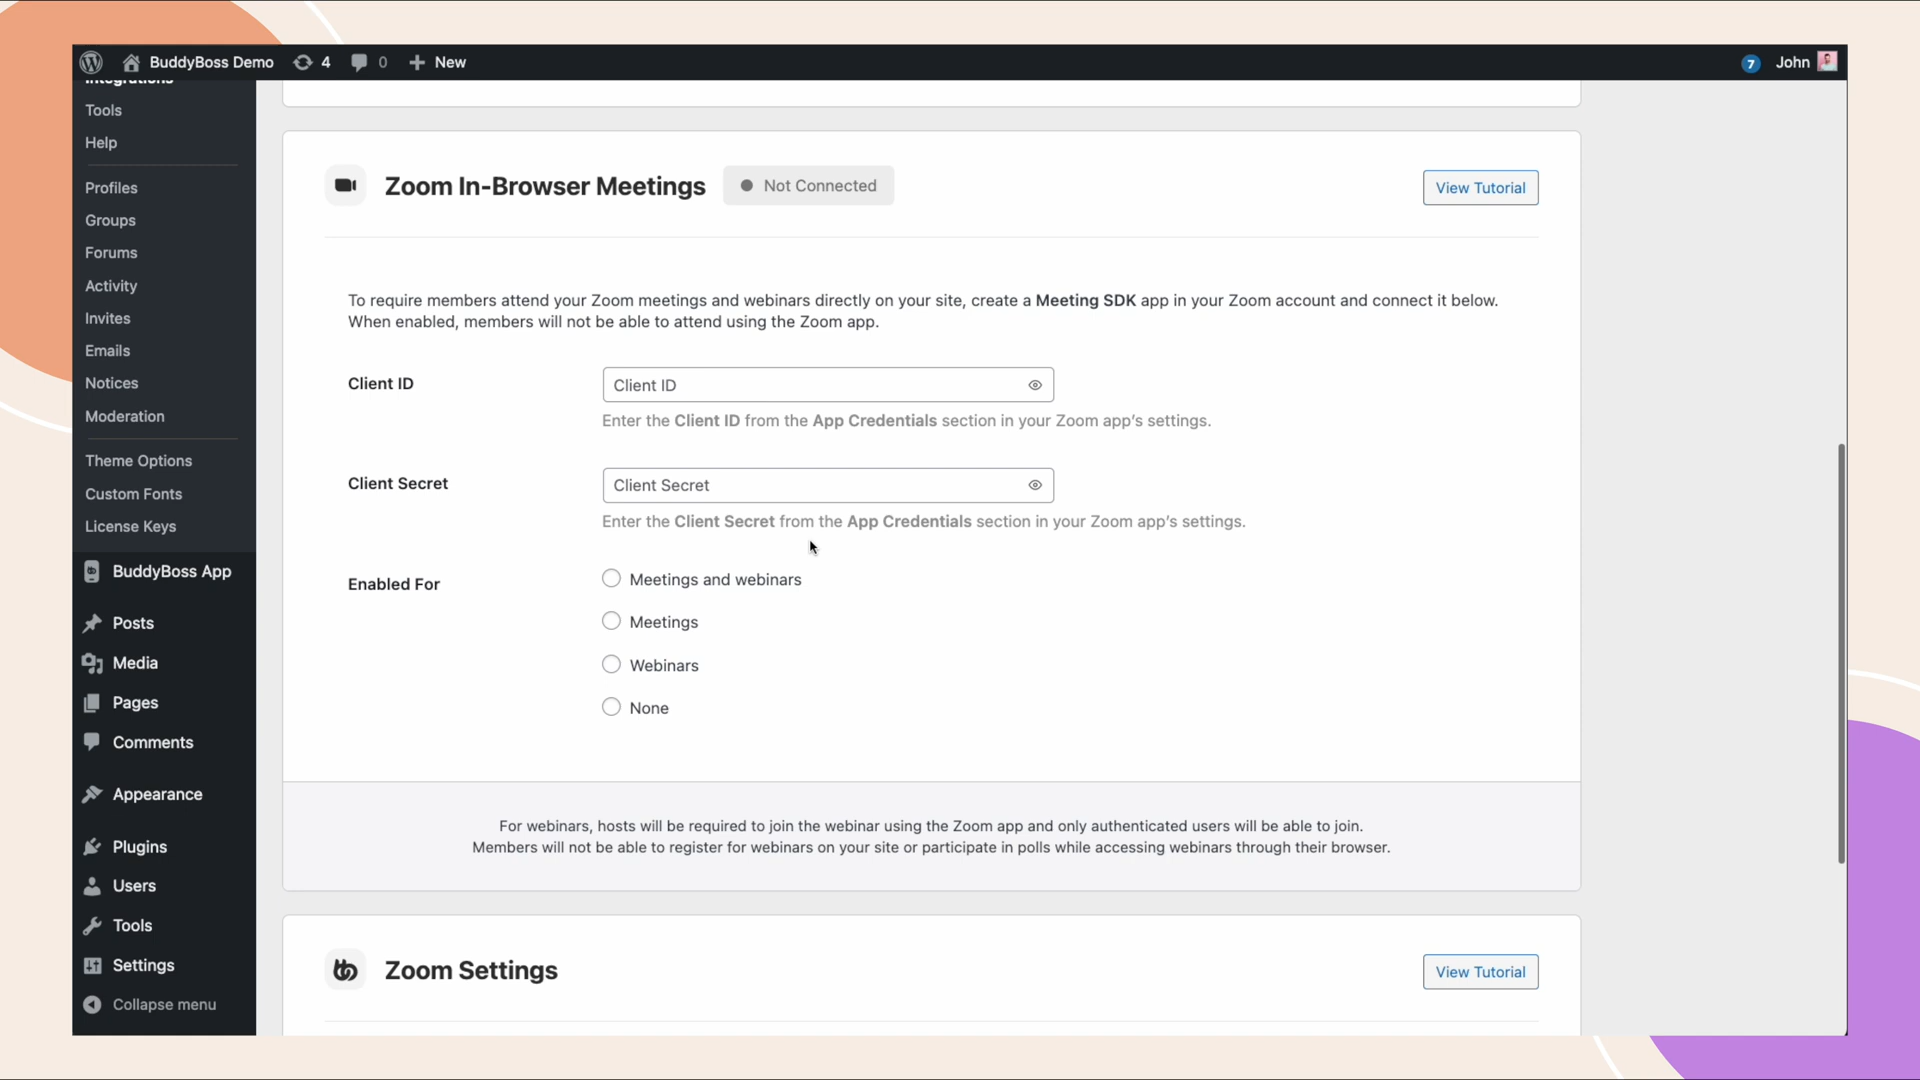 BuddyBoss Demo
4
0
New
7
John
Integrations
Tools
Help
Profiles
Groups
Forums
Activity
Invites
Emails
Notices
Moderation
Theme Options
Custom Fonts
License Keys
BuddyBoss App
Posts
Media
Pages
Comments
Appearance
Plugins
Users
Tools
Settings
Collapse menu
Zoom In-Browser Meetings
Not Connected
View Tutorial
To require members attend your Zoom meetings and webinars directly on your site, create a Meeting SDK app in your Zoom account and connect it below.
When enabled, members will not be able to attend using the Zoom app.
Client ID
Client ID
Enter the Client ID from the App Credentials section in your Zoom app's settings.
Client Secret
Client Secret
Enter the Client Secret from the App Credentials section in your Zoom app's settings.
Enabled For
Meetings and webinars
Meetings
Webinars
None
For webinars, hosts will be required to join the webinar using the Zoom app and only authenticated users will be able to join.
Members will not be able to register for webinars on your site or participate in polls while accessing webinars through their browser.
Zoom Settings
View Tutorial